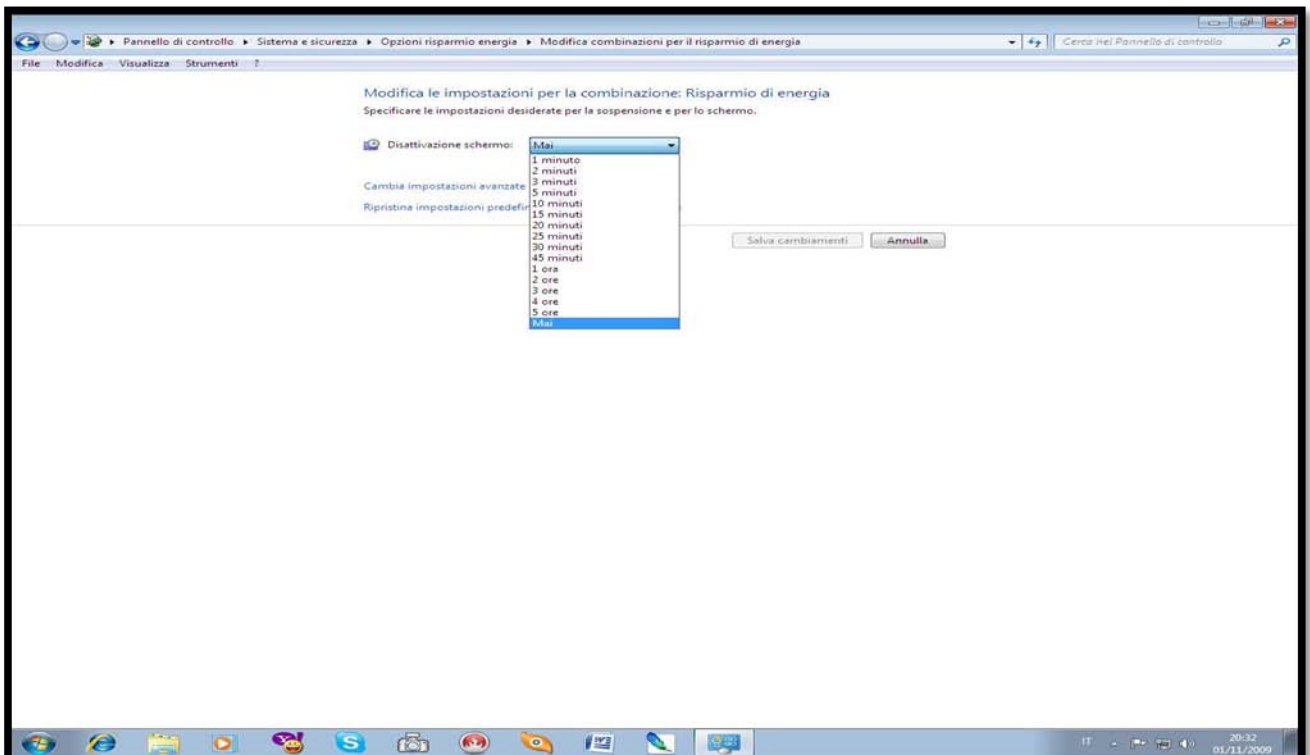 Pannello di controllo ▸ Sistema e sicurezza ▸ Opzioni risparmio energia ▸ Modifica combinazioni per il risparmio di energia
Cerca nel Pannello di controllo
File Modifica Visualizza Strumenti ?
Modifica le impostazioni per la combinazione: Risparmio di energia
Specificare le impostazioni desiderate per la sospensione e per lo schermo.
Disattivazione schermo: Mai
1 minuto
2 minuti
3 minuti
5 minuti
10 minuti
15 minuti
20 minuti
25 minuti
30 minuti
45 minuti
1 ora
2 ore
3 ore
4 ore
5 ore
Mai
Cambia impostazioni avanzate
Ripristina impostazioni predefin
Salva cambiamenti Annulla
IT
20:32
01/11/2009